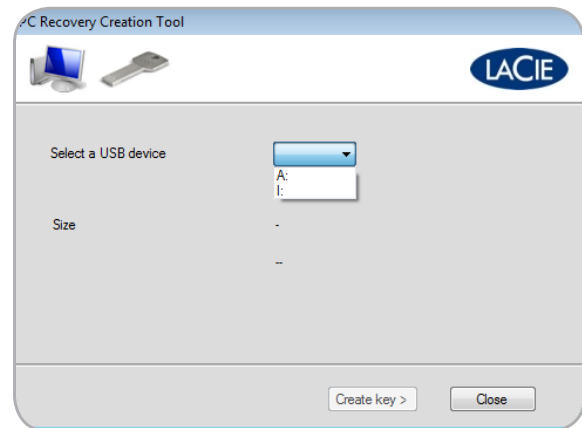 PC Recovery Creation Tool
LACIE
Select a USB device
A:
I:
Size -
--
Create key > Close